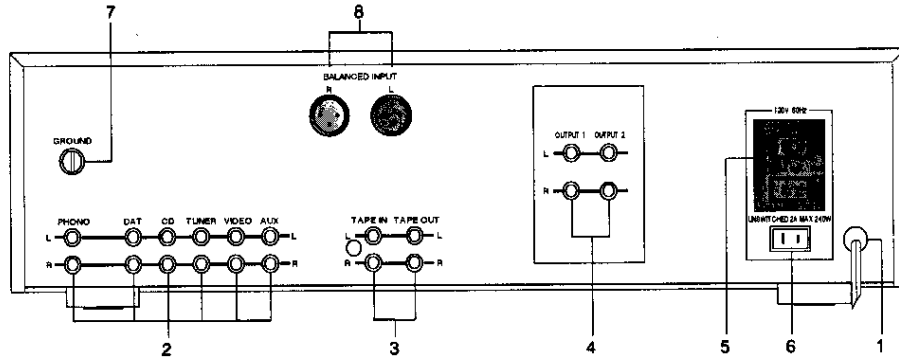 7 8
BALANCED INPUT
R L
120V 60Hz
GROUND
OUTPUT 1 OUTPUT 2
L
R
5
UNSWITCHED 2A MAX 240W
PHONO DAT CD TUNER VIDEO AUX
L L
R R
TAPE IN TAPE OUT
L L
R R
2 3 4 5 6 1